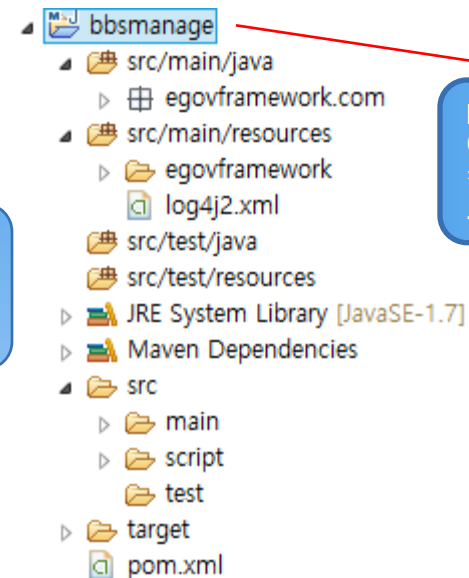 bbsmanage
src/main/java
egovframework.com
src/main/resources
egovframework
log4j2.xml
src/test/java
src/test/resources
JRE System Library [JavaSE-1.7]
Maven Dependencies
src
main
script
test
target
pom.xml